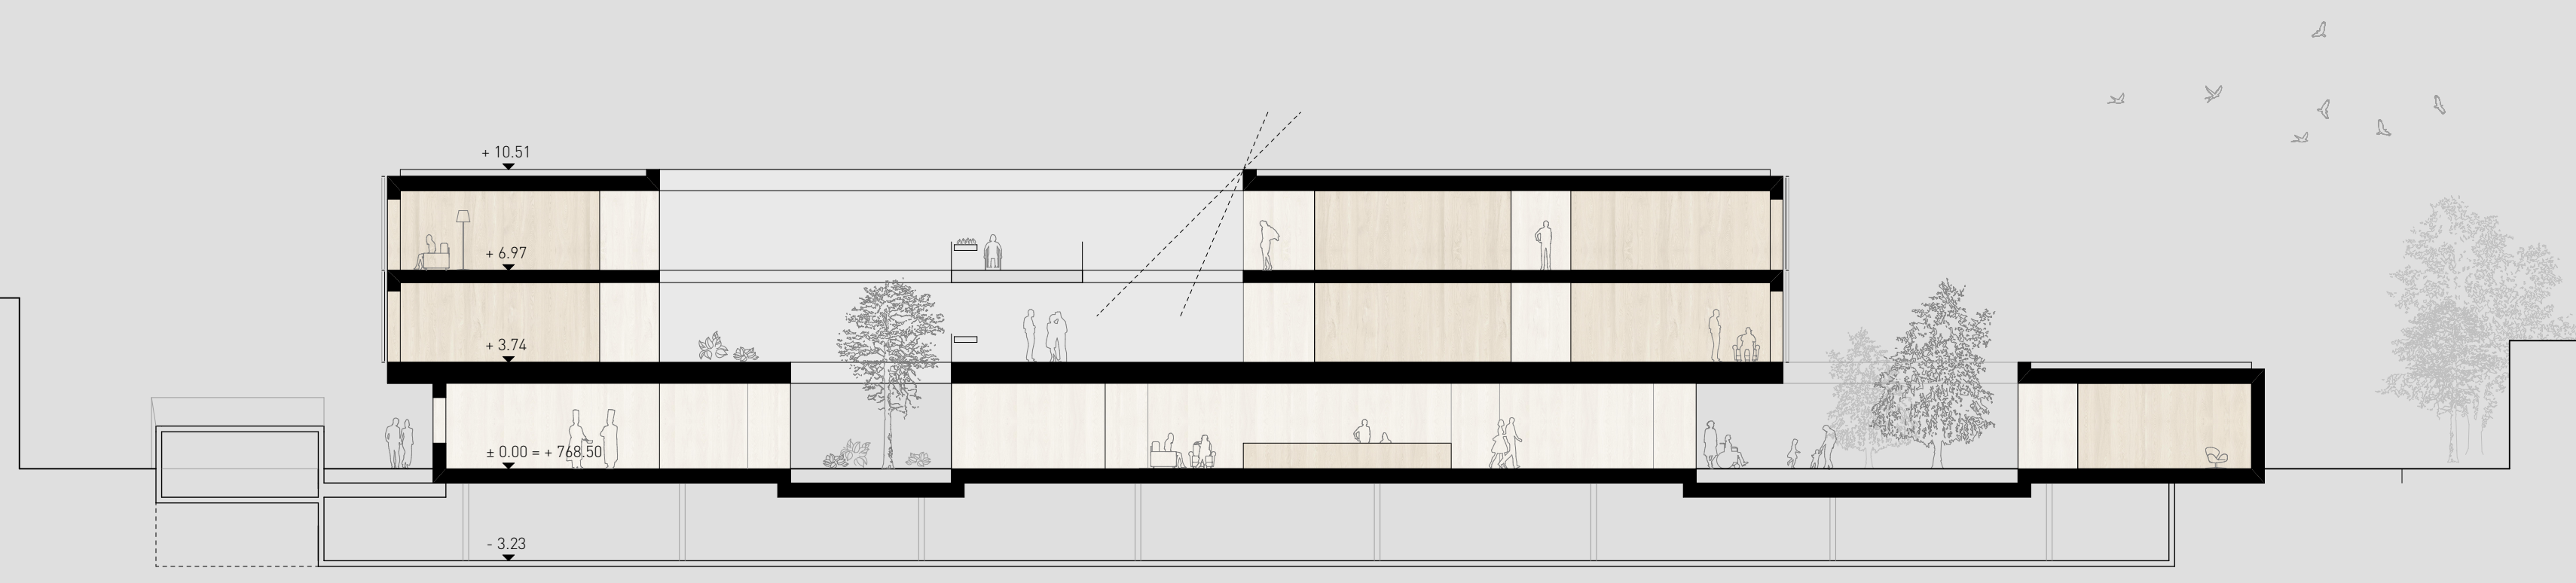 + 10.51
+ 6.97
+ 3.74
± 0.00 = + 768.50
- 3.23